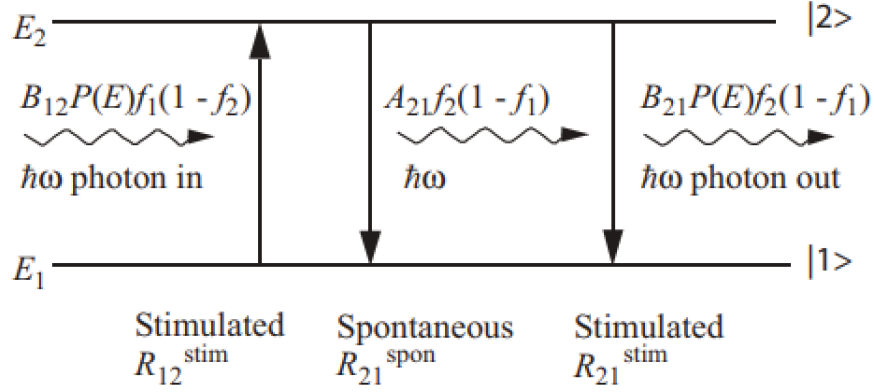 E₂ |2>
B₁₂P(E)f₁(1 - f₂) A₂₁f₂(1 - f₁) B₂₁P(E)f₂(1 - f₁)
ħω photon in ħω ħω photon out
E₁ |1>
Stimulated Spontaneous Stimulated
R₁₂ˢᵗⁱᵐ R₂₁ˢᵖᵒⁿ R₂₁ˢᵗⁱᵐ